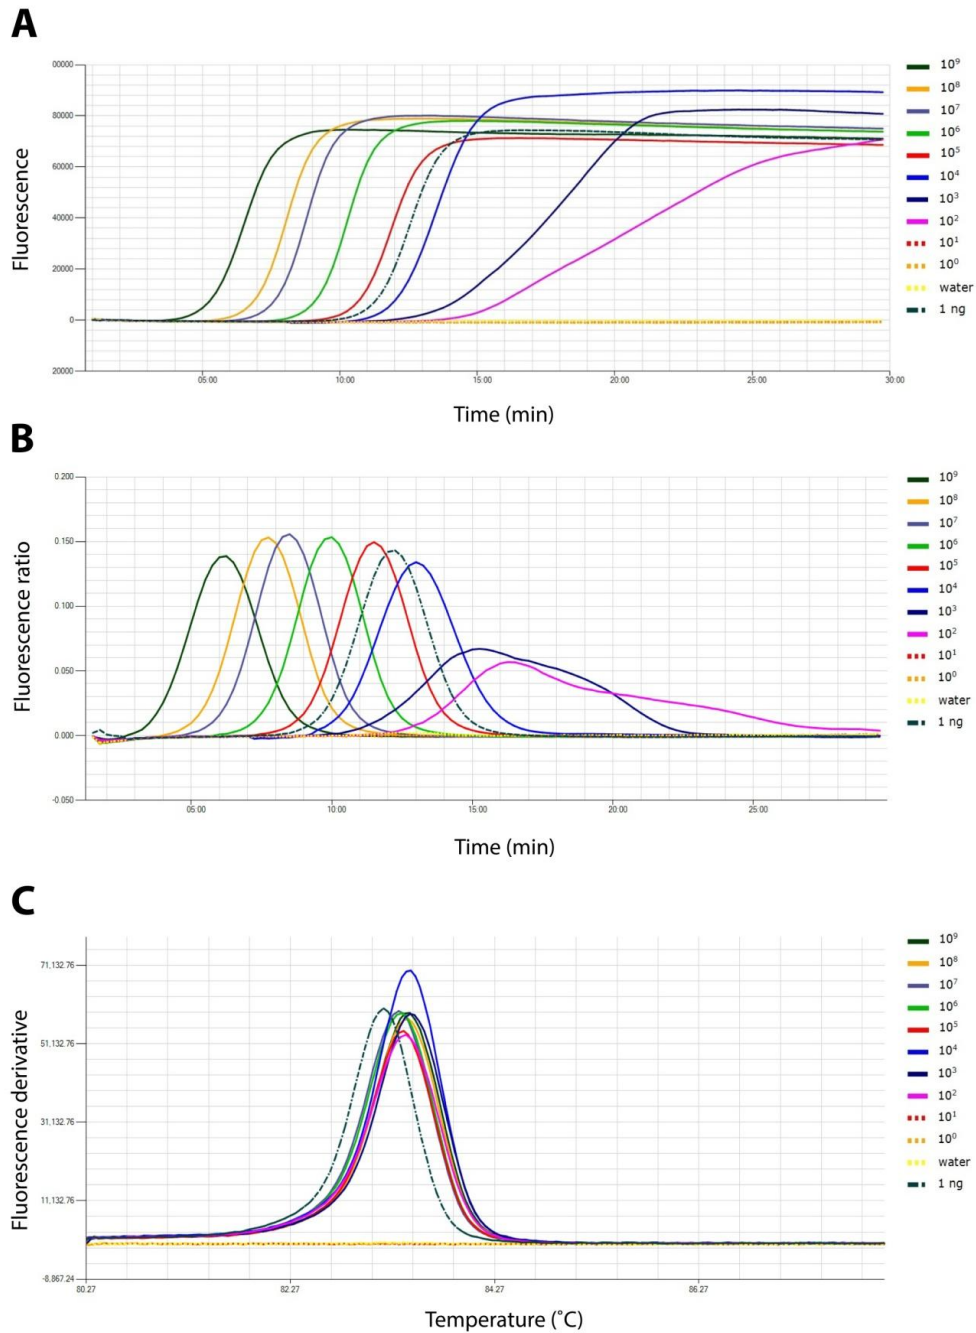 A
00000
80000
60000
40000
20000
0
20000
05:00 10:00 15:00 20:00 25:00 30:00
Fluorescence
Time (min)
10⁹
10⁸
10⁷
10⁶
10⁵
10⁴
10³
10²
10¹
10⁰
water
1 ng
B
0.200
0.150
0.100
0.050
0.000
-0.050
05:00 10:00 15:00 20:00 25:00
Fluorescence ratio
Time (min)
10⁹
10⁸
10⁷
10⁶
10⁵
10⁴
10³
10²
10¹
10⁰
water
1 ng
C
71,132.76
51,132.76
31,132.76
11,132.76
-8,867.24
80.27 82.27 84.27 86.27
Fluorescence derivative
Temperature (˚C)
10⁹
10⁸
10⁷
10⁶
10⁵
10⁴
10³
10²
10¹
10⁰
water
1 ng